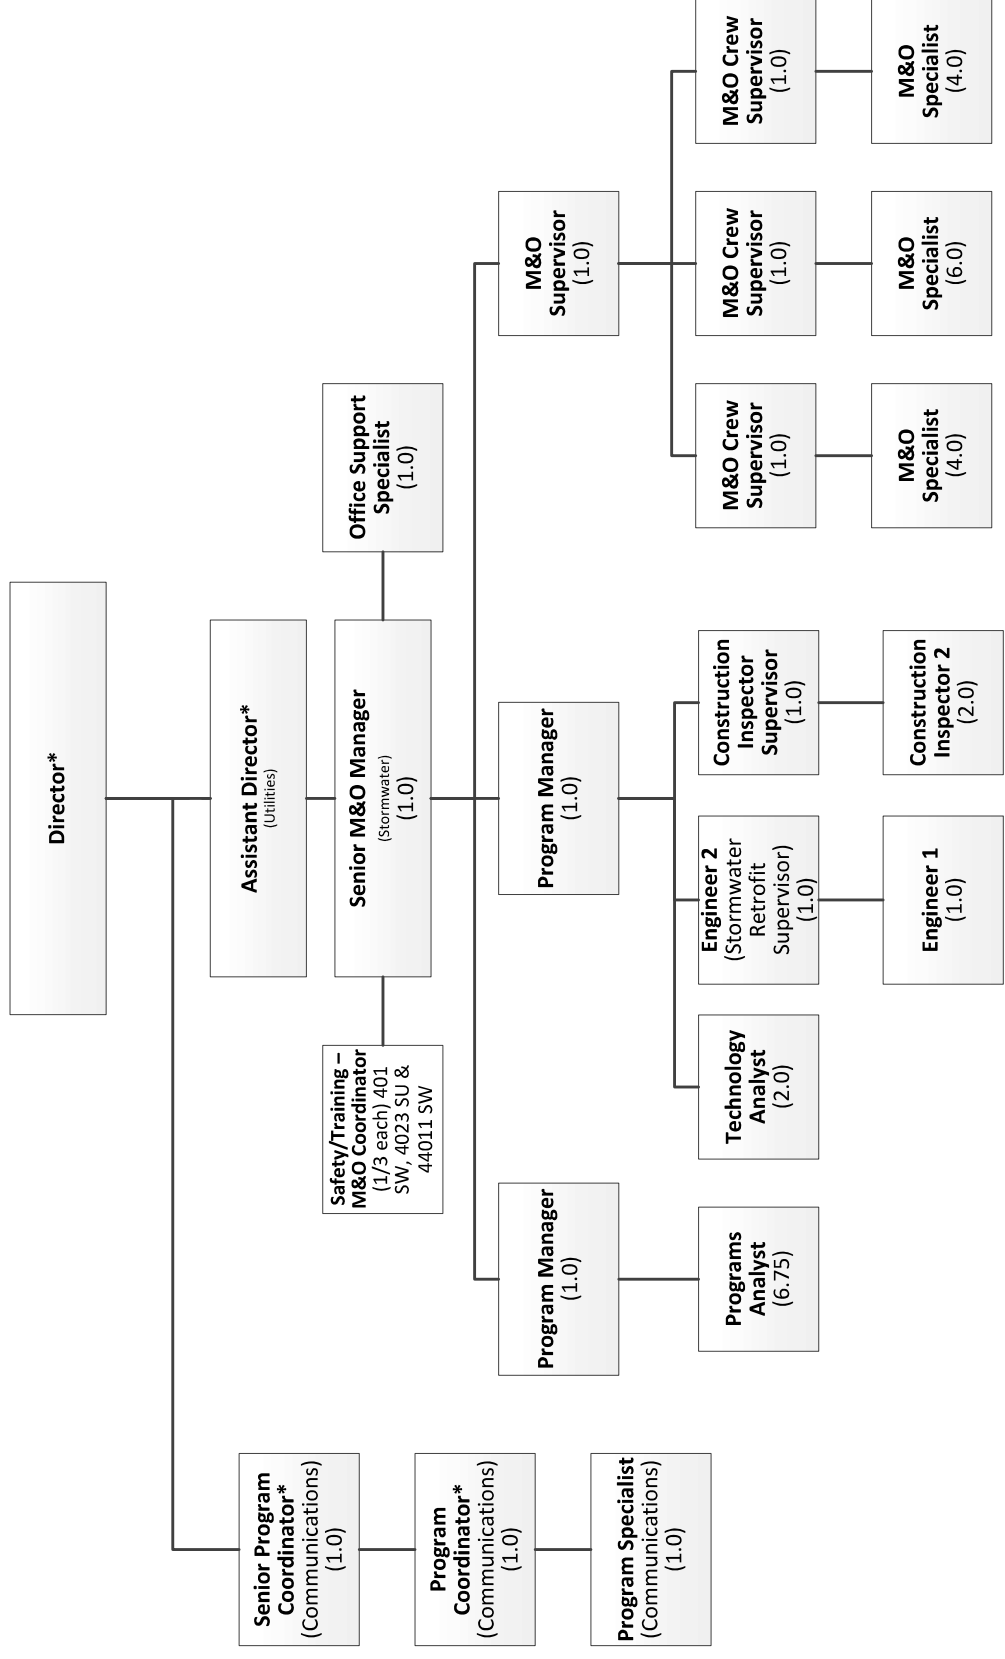 Director*
Assistant Director*
(Utilities)
Senior M&O Manager
(Stormwater)
(1.0)
Safety/Training –
M&O Coordinator
(1/3 each) 401
SW, 4023 SU &
44011 SW
Office Support
Specialist
(1.0)
Senior Program
Coordinator*
(Communications)
(1.0)
Program
Coordinator*
(Communications)
(1.0)
Program Specialist
(Communications)
(1.0)
Program Manager
(1.0)
Programs
Analyst
(6.75)
Program Manager
(1.0)
Technology
Analyst
(2.0)
Engineer 2
(Stormwater
Retrofit
Supervisor)
(1.0)
Engineer 1
(1.0)
Construction
Inspector
Supervisor
(1.0)
Construction
Inspector 2
(2.0)
M&O
Supervisor
(1.0)
M&O Crew
Supervisor
(1.0)
M&O
Specialist
(4.0)
M&O Crew
Supervisor
(1.0)
M&O
Specialist
(6.0)
M&O Crew
Supervisor
(1.0)
M&O
Specialist
(4.0)